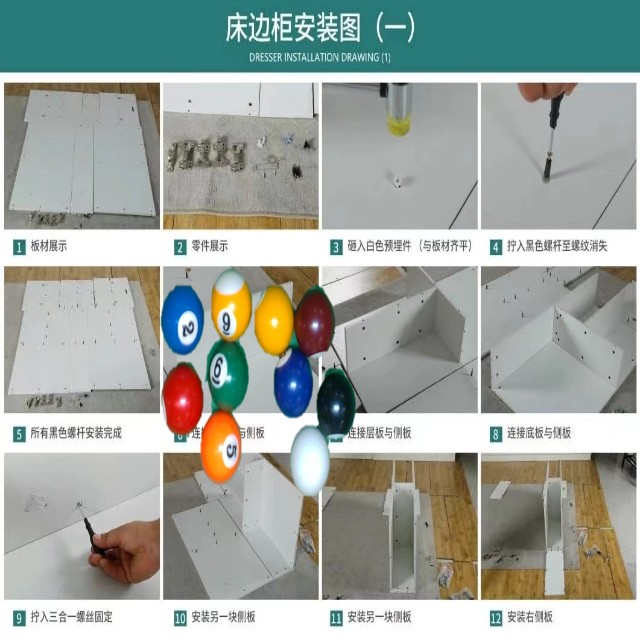 床边柜安装图（一）
DRESSER INSTALLATION DRAWING (1)
1 板材展示
2 零件展示
3 砸入白色预埋件（与板材齐平）
4 拧入黑色螺杆至螺纹消失
2
9
6
5
5 所有黑色螺杆安装完成
与侧板
连接层板与侧板
8 连接底板与侧板
9 拧入三合一螺丝固定
10 安装另一块侧板
11 安装另一块侧板
12 安装右侧板